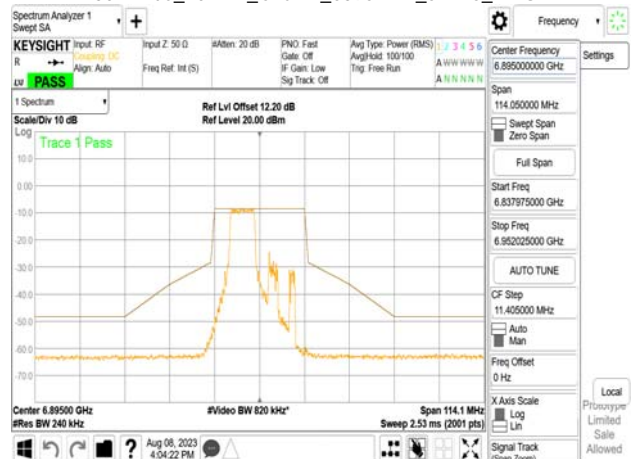 Spectrum Analyzer 1
Swept SA
+
Frequency
Settings
KEYSIGHT
R
LXI
PASS
Input: RF
Coupling: DC
Align: Auto
Input Z: 50 Ω
Freq Ref: Int (S)
#Atten: 20 dB
PNO: Fast
Gate: Off
IF Gain: Low
Sig Track: Off
Avg Type: Power (RMS)
Avg|Hold: 100/100
Trig: Free Run
1 2 3 4 5 6
A W W W W W
A N N N N N
1 Spectrum
Scale/Div 10 dB
Log
Ref Lvl Offset 12.20 dB
Ref Level 20.00 dBm
Trace 1 Pass
10.0
0.00
-10.0
-20.0
-30.0
-40.0
-50.0
-60.0
-70.0
Center 6.89500 GHz
#Res BW 240 kHz
#Video BW 820 kHz*
Span 114.1 MHz
Sweep 2.53 ms (2001 pts)
Center Frequency
6.895000000 GHz
Span
114.050000 MHz
Swept Span
Zero Span
Full Span
Start Freq
6.837975000 GHz
Stop Freq
6.952025000 GHz
AUTO TUNE
CF Step
11.405000 MHz
Auto
Man
Freq Offset
0 Hz
X Axis Scale
Log
Lin
Signal Track
(Span Zoom)
Local
Prototype
Limited
Sale
Allowed
?
Aug 08, 2023
4:04:22 PM